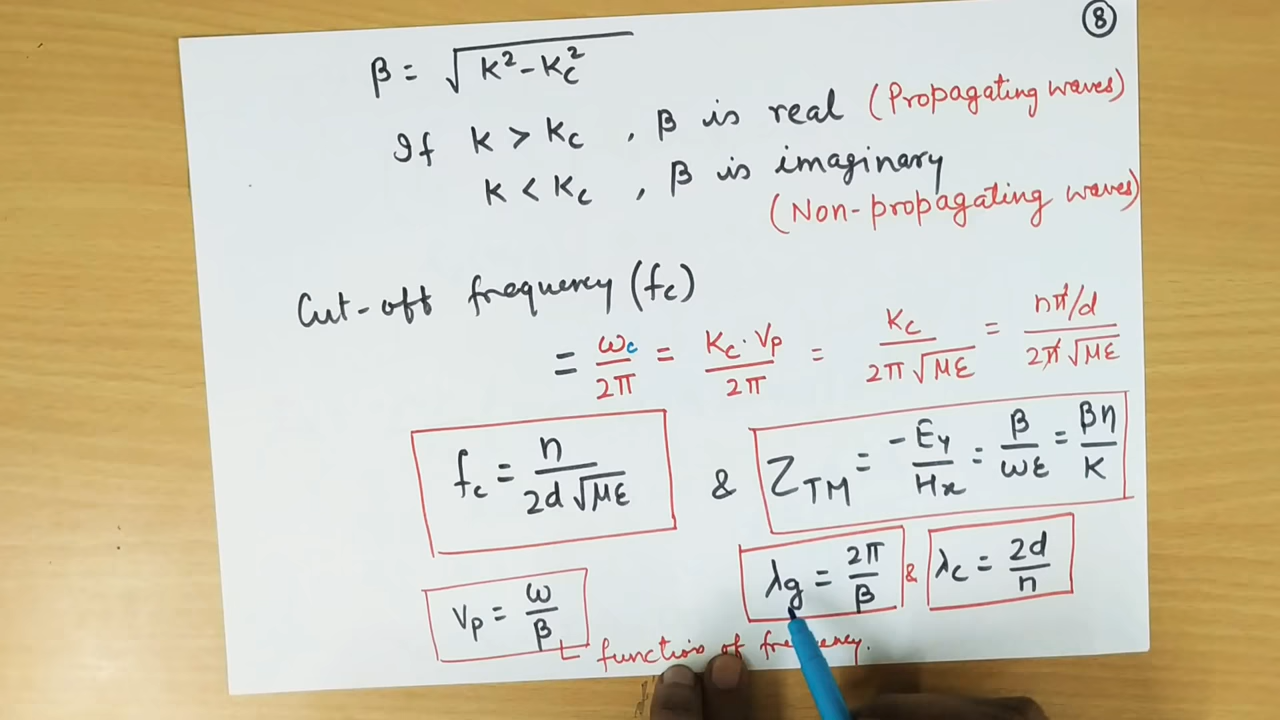 8
β = √(K² - Kc²)
If K > Kc , β is real (Propagating waves)
K < Kc , β is imaginary
(Non-propagating waves)
Cut-off frequency (fc)
= ωc/2π = Kc · Vp/2π = Kc/2π√με = nπ/d/2π√με
fc = n/2d√με & ZTM = -Ey/Hx = β/ωε = βη/K
λg = 2π/β & λc = 2d/n
Vp = ω/β
function of frequency.